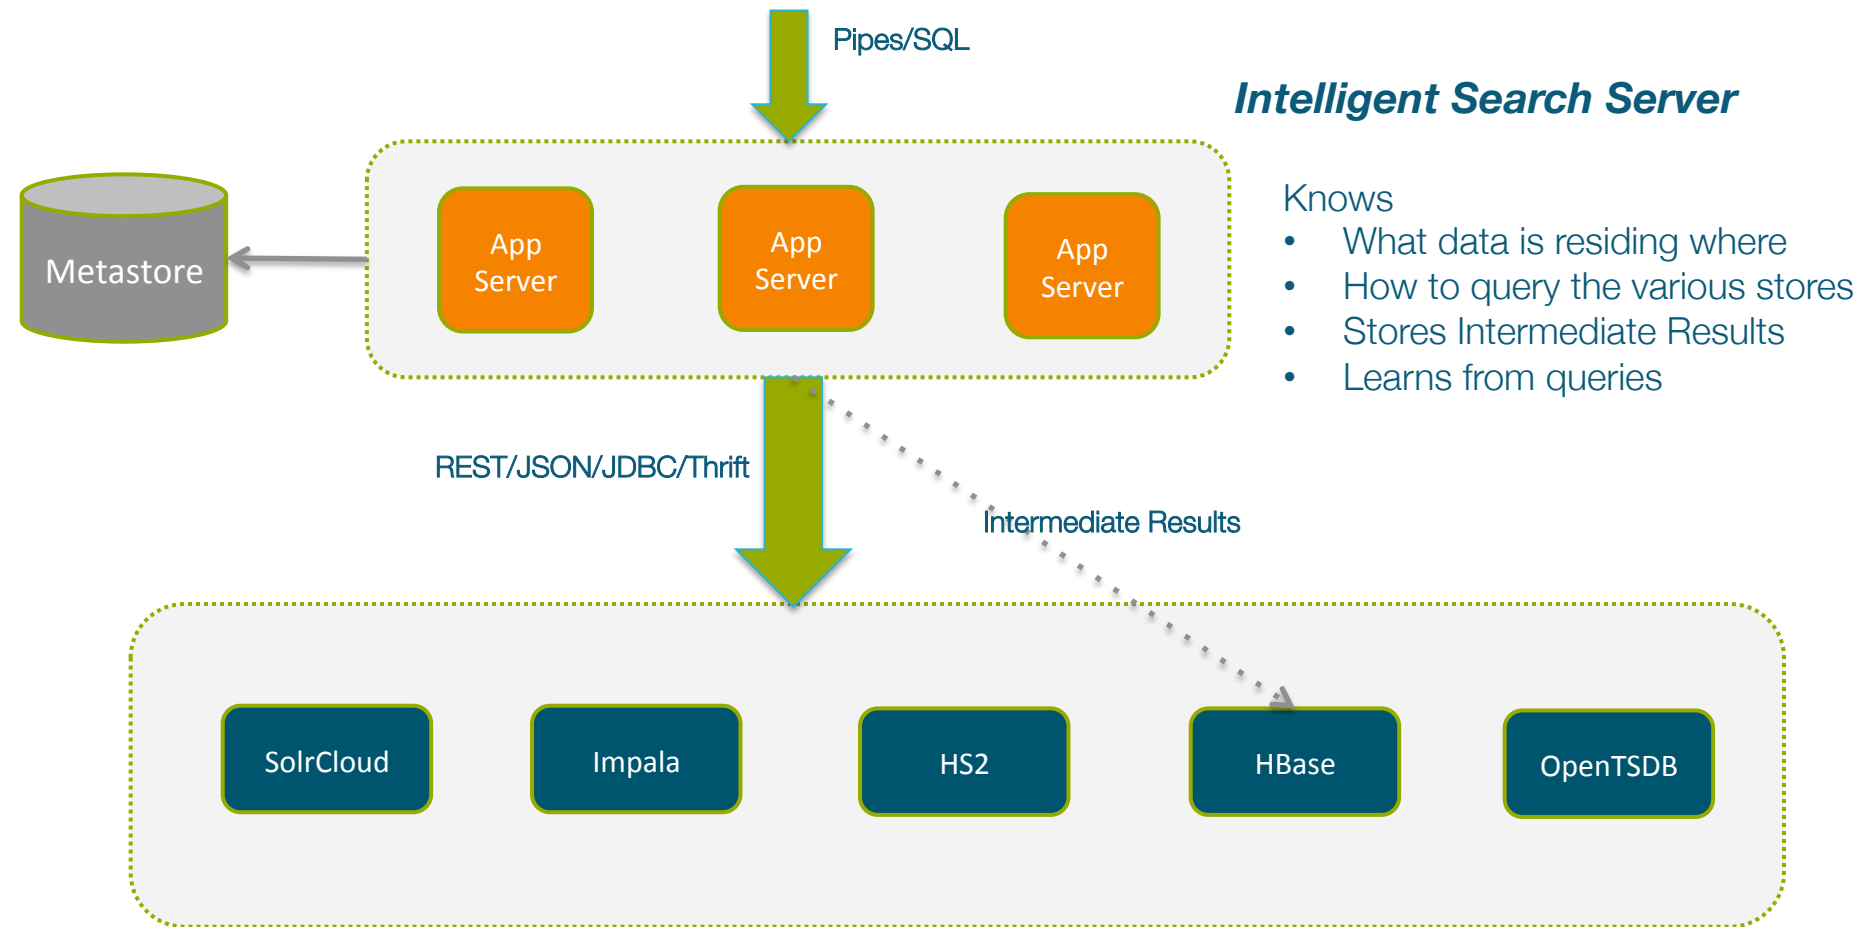 Pipes/SQL
Intelligent Search Server
Metastore
App
Server
App
Server
App
Server
Knows
• What data is residing where
• How to query the various stores
• Stores Intermediate Results
• Learns from queries
REST/JSON/JDBC/Thrift
Intermediate Results
SolrCloud
Impala
HS2
HBase
OpenTSDB